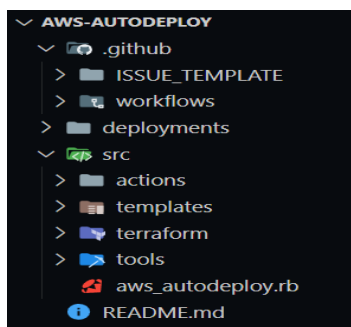 AWS-AUTODEPLOY
.github
ISSUE_TEMPLATE
workflows
deployments
src
actions
templates
terraform
tools
aws_autodeploy.rb
README.md